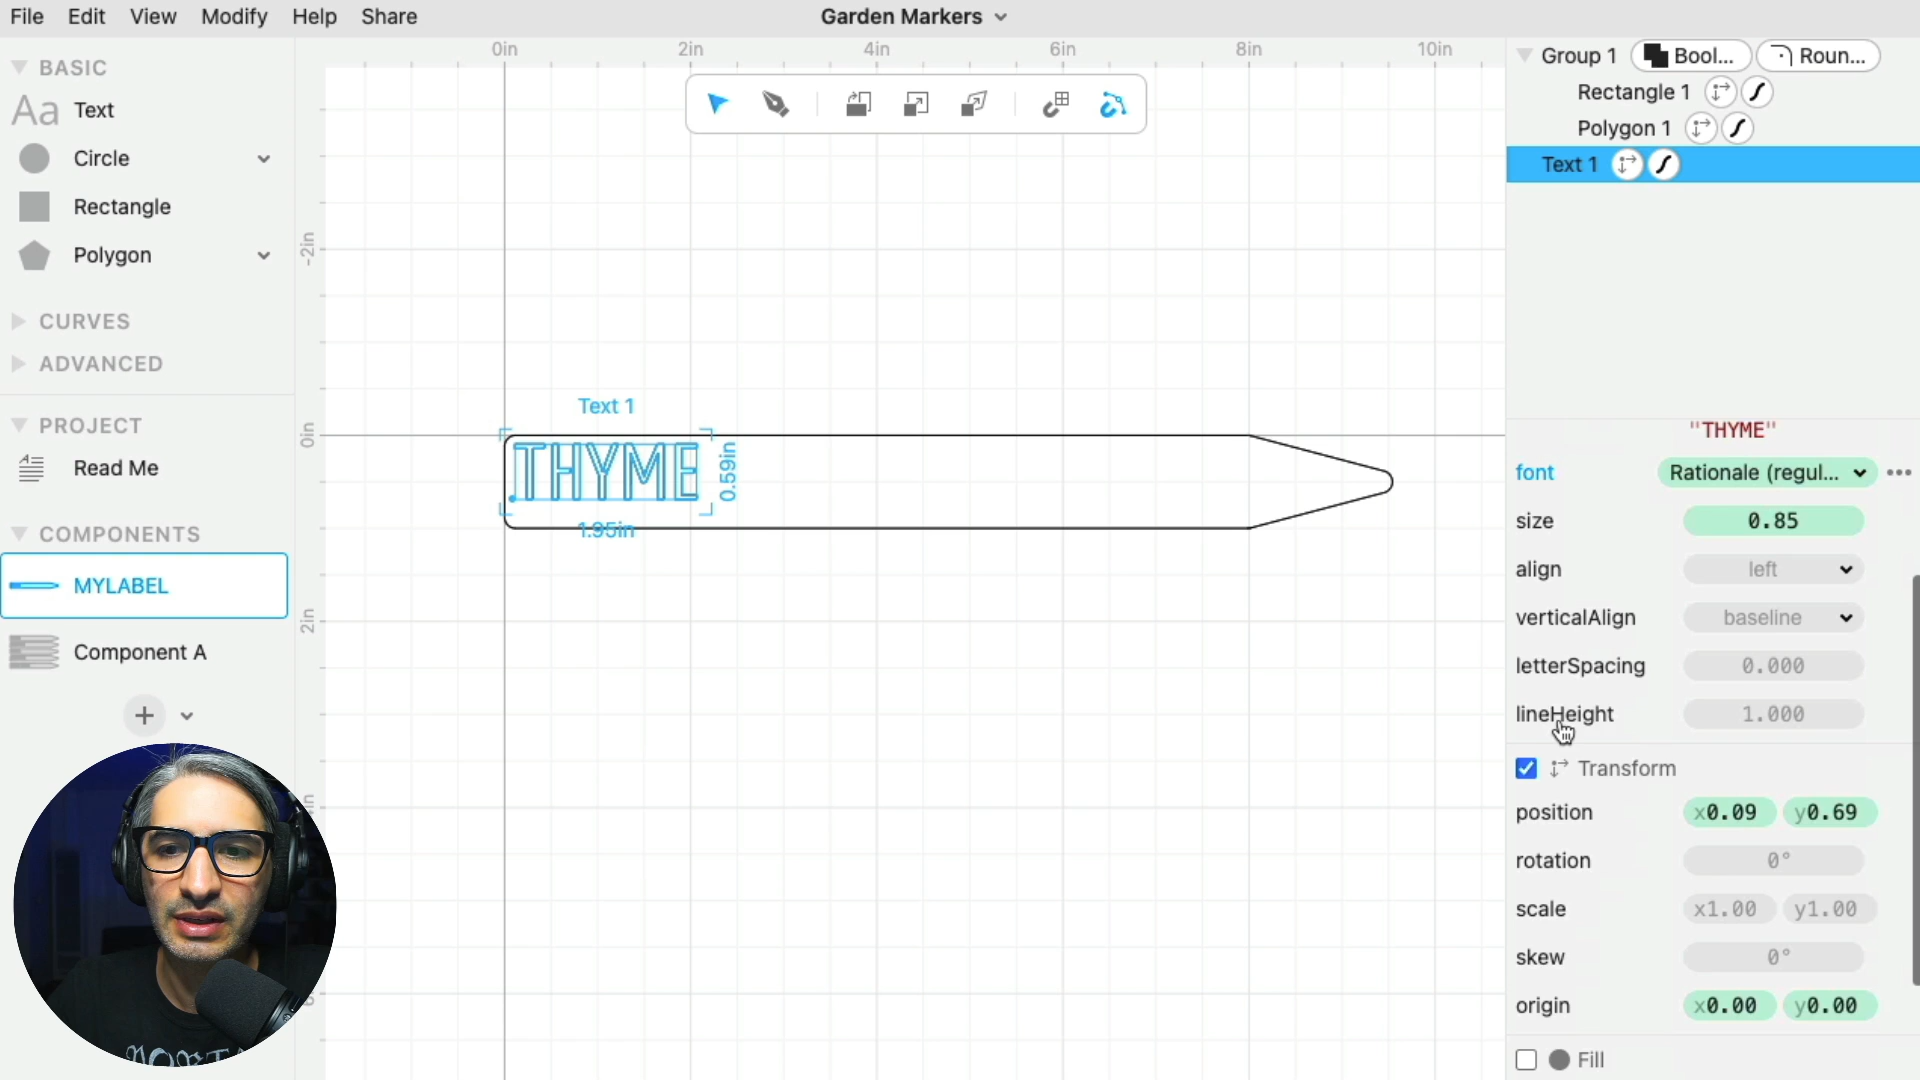 File Edit View Modify Help Share
Garden Markers
BASIC
Aa Text
Circle
Rectangle
Polygon
CURVES
ADVANCED
PROJECT
Read Me
COMPONENTS
MYLABEL
Component A
0in 2in 4in 6in 8in 10in
-2in
0in
2in
Text 1
THYME
0.59in
1.95in
Group 1 Bool... Roun...
Rectangle 1
Polygon 1
Text 1
"THYME"
font Rationale (regul...
size 0.85
align left
verticalAlign baseline
letterSpacing 0.000
lineHeight 1.000
Transform
position x0.09 y0.69
rotation 0°
scale x1.00 y1.00
skew 0°
origin x0.00 y0.00
Fill